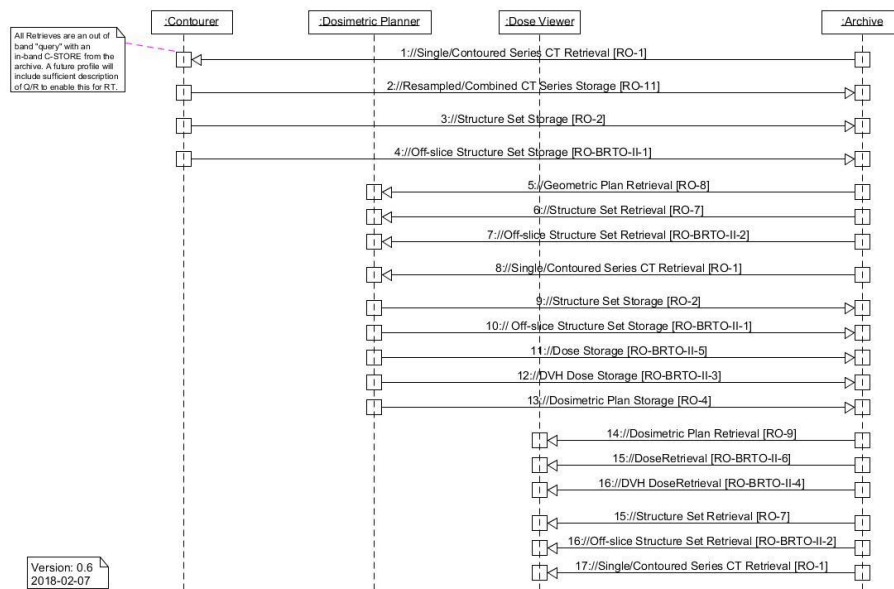 :Contourer
:Dosimetric Planner
:Dose Viewer
:Archive
All Retrieves are an out of
band "query" with an
in-band C-STORE from the
archive. A future profile will
include sufficient description
of Q/R to enable this for RT.
1://Single/Contoured Series CT Retrieval [RO-1]
2://Resampled/Combined CT Series Storage [RO-11]
3://Structure Set Storage [RO-2]
4://Off-slice Structure Set Storage [RO-BRTO-II-1]
5://Geometric Plan Retrieval [RO-8]
6://Structure Set Retrieval [RO-7]
7://Off-slice Structure Set Retrieval [RO-BRTO-II-2]
8://Single/Contoured Series CT Retrieval [RO-1]
9://Structure Set Storage [RO-2]
10:// Off-slice Structure Set Storage [RO-BRTO-II-1]
11://Dose Storage [RO-BRTO-II-5]
12://DVH Dose Storage [RO-BRTO-II-3]
13://Dosimetric Plan Storage [RO-4]
14://Dosimetric Plan Retrieval [RO-9]
15://DoseRetrieval [RO-BRTO-II-6]
16://DVH DoseRetrieval [RO-BRTO-II-4]
15://Structure Set Retrieval [RO-7]
16://Off-slice Structure Set Retrieval [RO-BRTO-II-2]
17://Single/Contoured Series CT Retrieval [RO-1]
Version: 0.6
2018-02-07